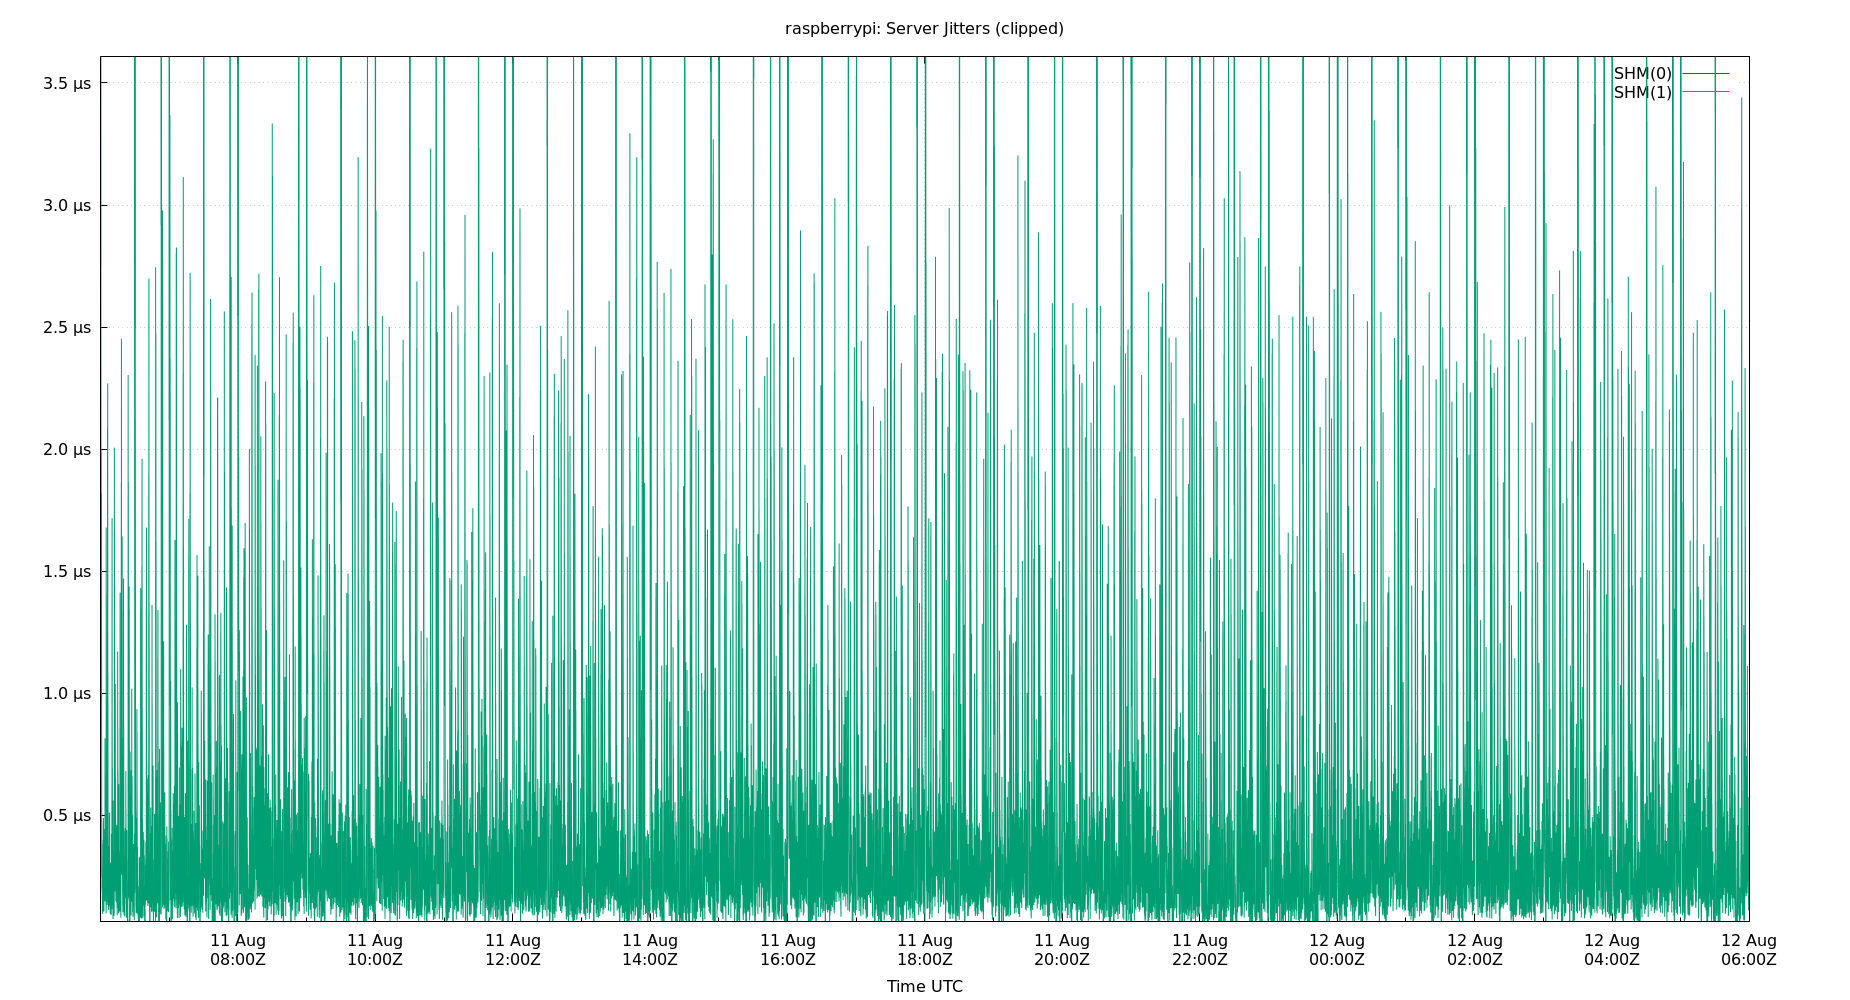 raspberrypi: Server Jitters (clipped)
SHM(0)
SHM(1)
3.5 µs
3.0 µs
2.5 µs
2.0 µs
1.5 µs
1.0 µs
0.5 µs
11 Aug 11 Aug 11 Aug 11 Aug 11 Aug 11 Aug 11 Aug 11 Aug 12 Aug 12 Aug 12 Aug 12 Aug
08:00Z 10:00Z 12:00Z 14:00Z 16:00Z 18:00Z 20:00Z 22:00Z 00:00Z 02:00Z 04:00Z 06:00Z
Time UTC